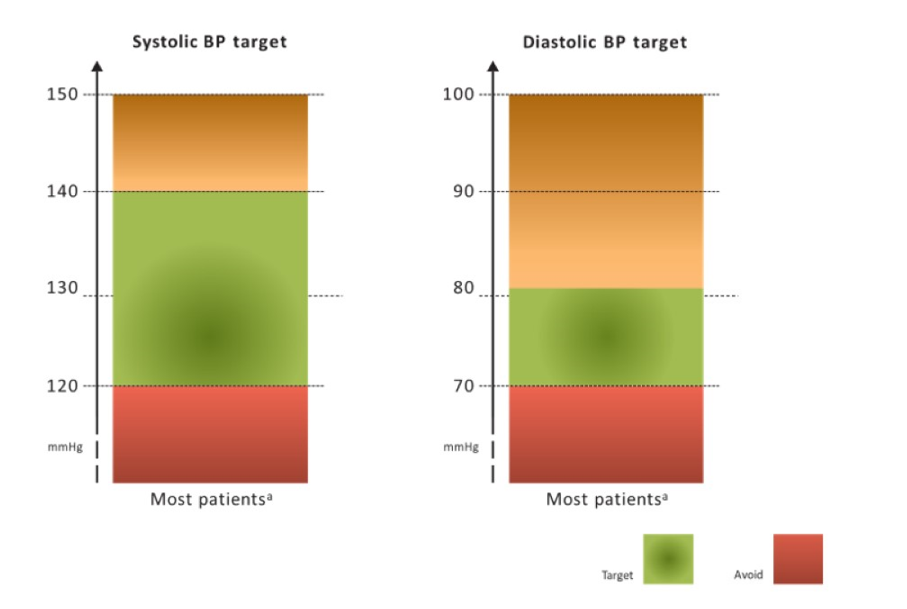 Systolic BP target
150
140
130
120
mmHg
Most patientsᵃ
Diastolic BP target
100
90
80
70
mmHg
Most patientsᵃ
Target
Avoid